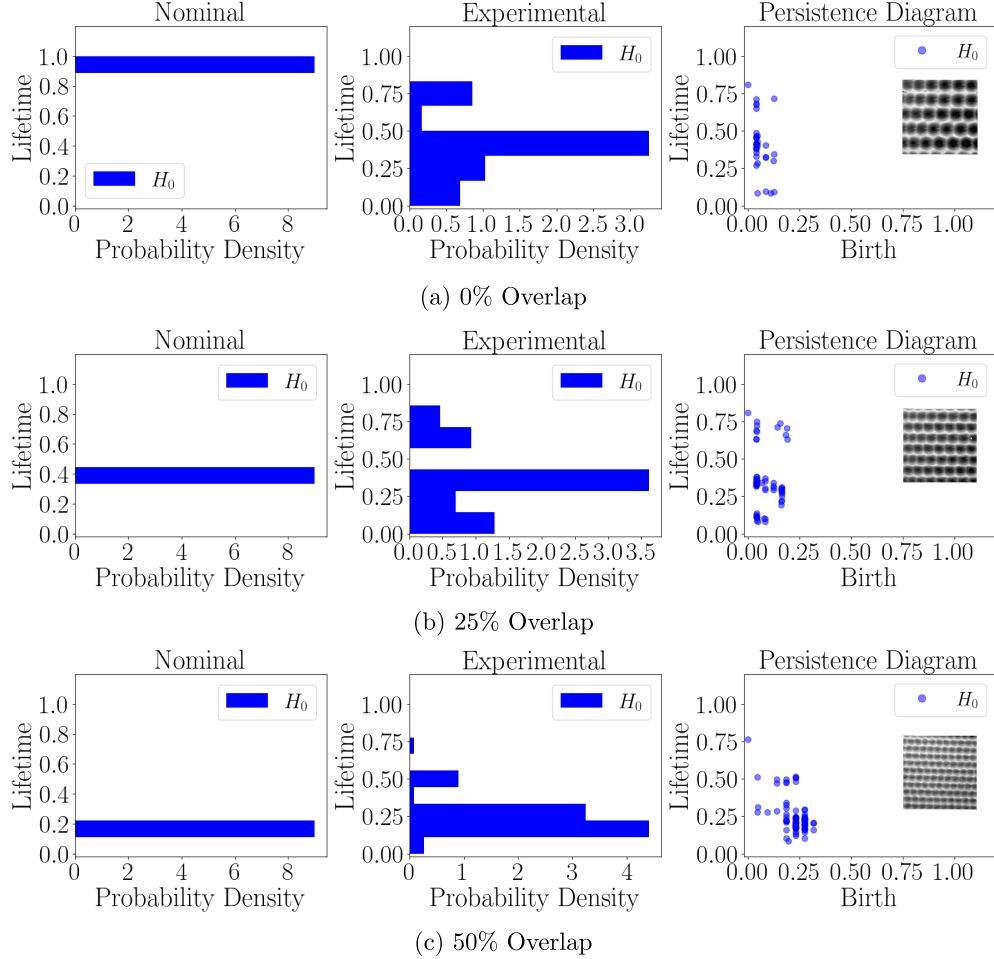 Nominal Experimental Persistence Diagram
Lifetime 1.0 0.8 0.6 0.4 0.2 0.0 H₀ 0 2 4 6 8 Probability Density
Lifetime 1.00 0.75 0.50 0.25 0.00 H₀ 0.0 0.5 1.0 1.5 2.0 2.5 3.0 Probability Density
Lifetime 1.00 0.75 0.50 0.25 0.00 H₀ 0.00 0.25 0.50 0.75 1.00 Birth
(a) 0% Overlap
Nominal Experimental Persistence Diagram
Lifetime 1.0 0.8 0.6 0.4 0.2 0.0 H₀ 0 2 4 6 8 Probability Density
Lifetime 1.00 0.75 0.50 0.25 0.00 H₀ 0.0 0.5 1.0 1.5 2.0 2.5 3.0 3.5 Probability Density
Lifetime 1.00 0.75 0.50 0.25 0.00 H₀ 0.00 0.25 0.50 0.75 1.00 Birth
(b) 25% Overlap
Nominal Experimental Persistence Diagram
Lifetime 1.0 0.8 0.6 0.4 0.2 0.0 H₀ 0 2 4 6 8 Probability Density
Lifetime 1.00 0.75 0.50 0.25 0.00 H₀ 0 1 2 3 4 Probability Density
Lifetime 1.00 0.75 0.50 0.25 0.00 H₀ 0.00 0.25 0.50 0.75 1.00 Birth
(c) 50% Overlap